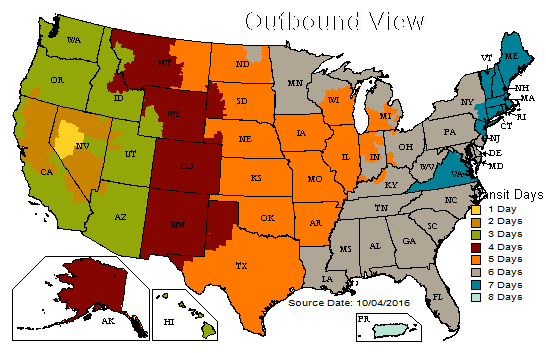 Outbound View
WA
OR
CA
NV
ID
UT
AZ
MT
WY
CO
NM
ND
SD
NE
KS
OK
TX
MN
IA
MO
AR
LA
WI
IL
MI
IN
OH
KY
TN
MS
AL
GA
FL
SC
NC
VA
WV
PA
NY
VT
ME
NH
MA
RI
CT
NJ
DE
MD
AK
HI
PR
nsit Days
1 Day
2 Days
3 Days
4 Days
5 Days
6 Days
7 Days
8 Days
Source Date: 10/04/2016